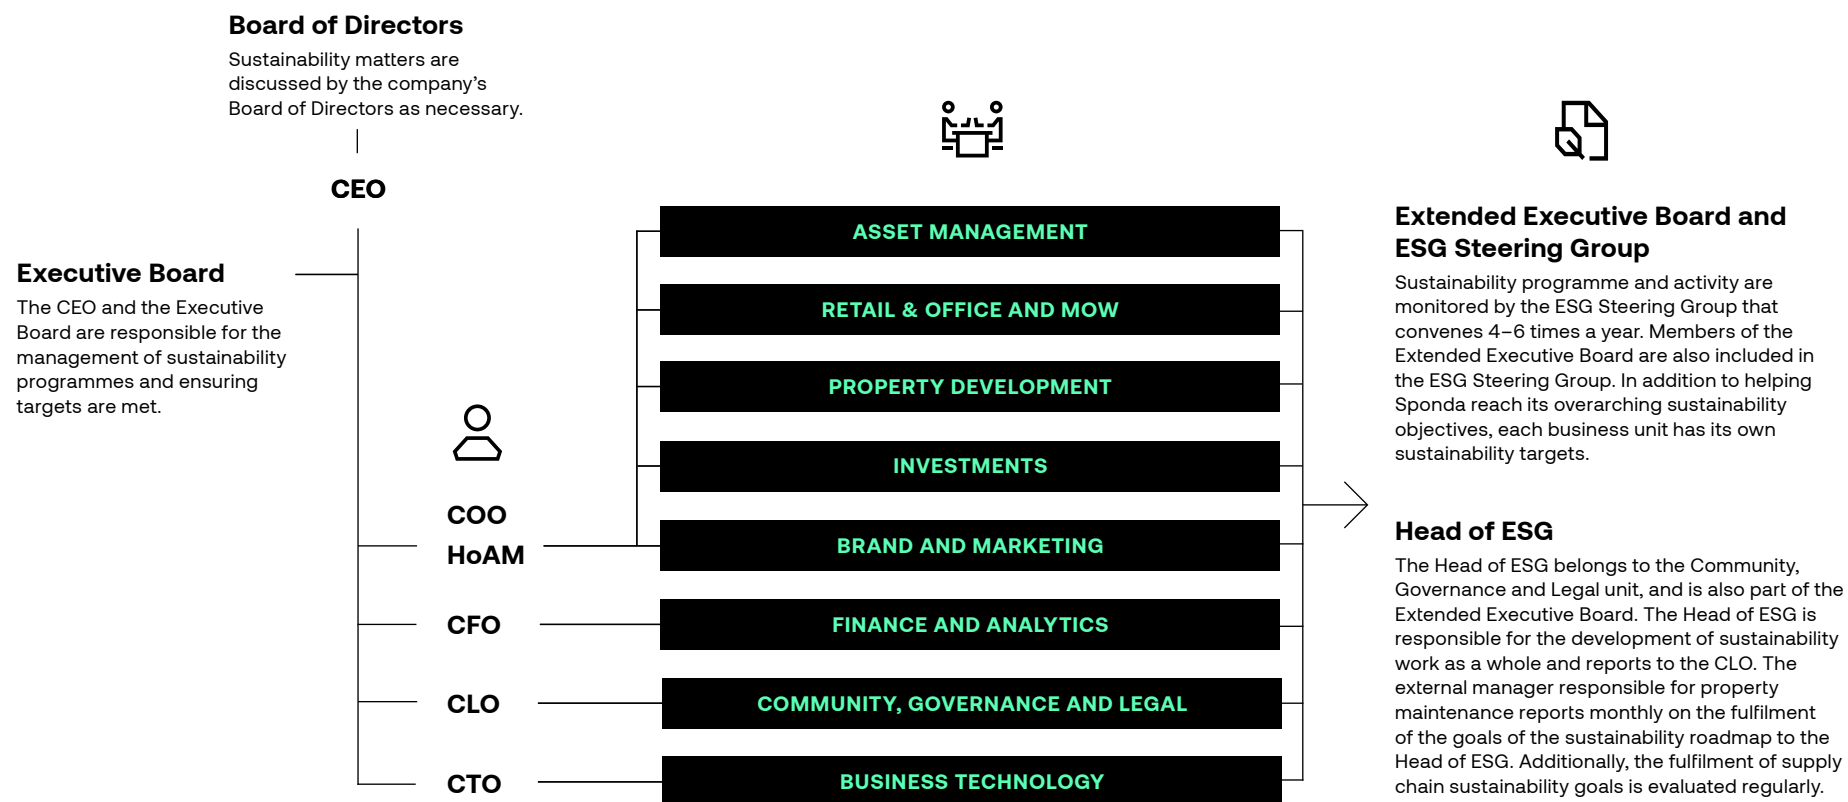 Board of Directors
Sustainability matters are
discussed by the company’s
Board of Directors as necessary.
CEO
Executive Board
The CEO and the Executive
Board are responsible for the
management of sustainability
programmes and ensuring
targets are met.
COO
HoAM
CFO
CLO
CTO
ASSET MANAGEMENT
RETAIL & OFFICE AND MOW
PROPERTY DEVELOPMENT
INVESTMENTS
BRAND AND MARKETING
FINANCE AND ANALYTICS
COMMUNITY, GOVERNANCE AND LEGAL
BUSINESS TECHNOLOGY
Extended Executive Board and
ESG Steering Group
Sustainability programme and activity are
monitored by the ESG Steering Group that
convenes 4–6 times a year. Members of the
Extended Executive Board are also included in
the ESG Steering Group. In addition to helping
Sponda reach its overarching sustainability
objectives, each business unit has its own
sustainability targets.
Head of ESG
The Head of ESG belongs to the Community,
Governance and Legal unit, and is also part of the
Extended Executive Board. The Head of ESG is
responsible for the development of sustainability
work as a whole and reports to the CLO. The
external manager responsible for property
maintenance reports monthly on the fulfilment
of the goals of the sustainability roadmap to the
Head of ESG. Additionally, the fulfilment of supply
chain sustainability goals is evaluated regularly.